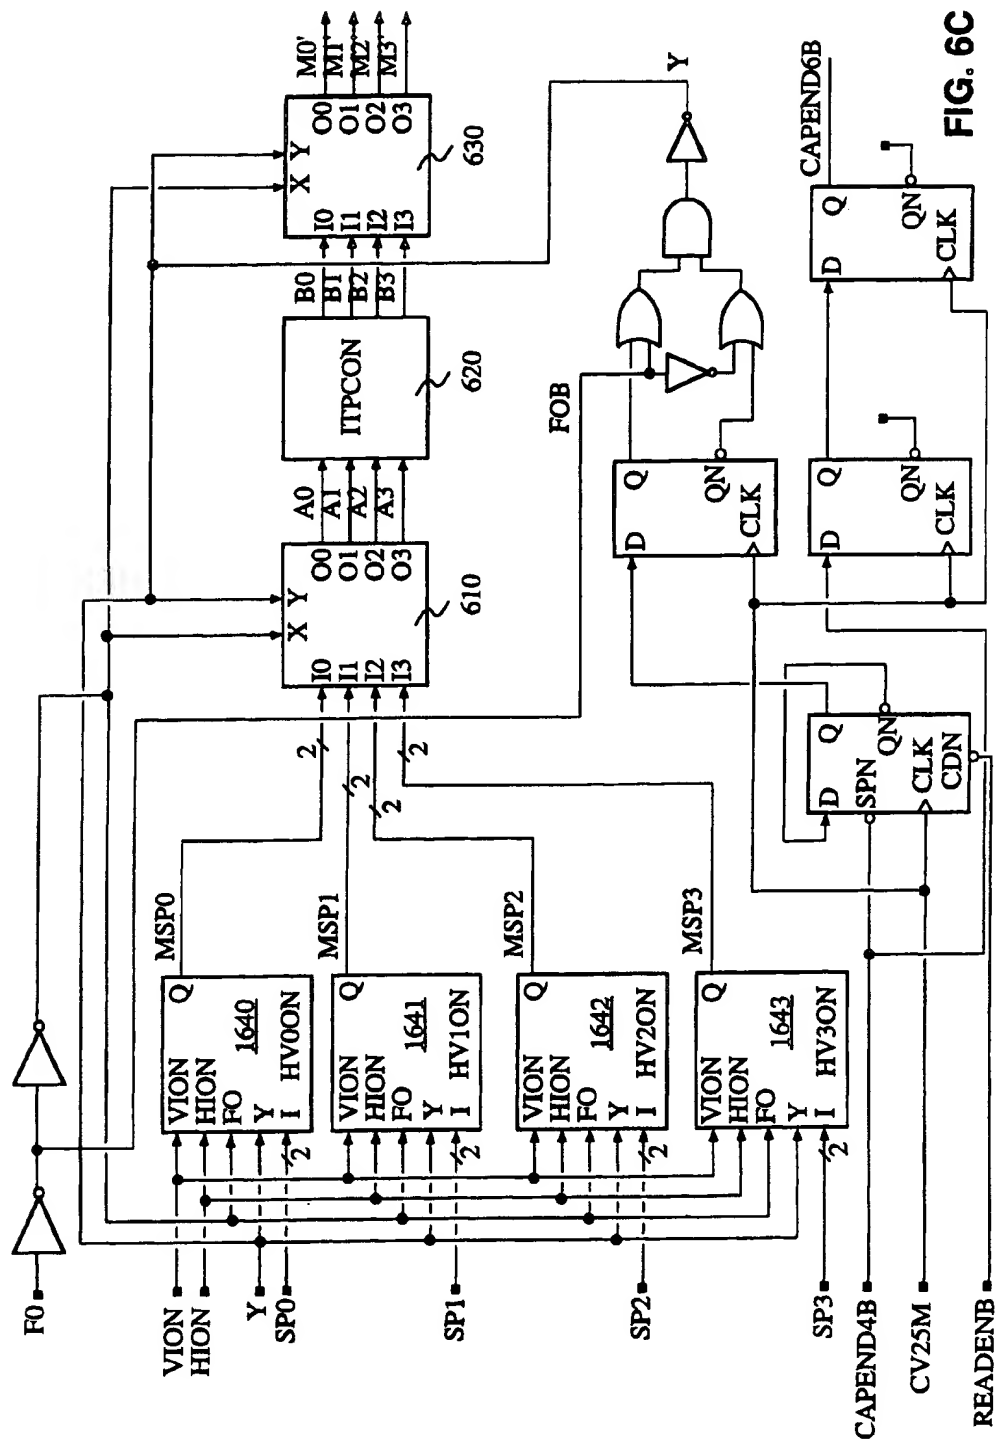 F0
VION
HION
Y
SP0
SP1
SP2
SP3
CAPEND4B
CV25M
READENB
VION
HION
FO
Y
I
Q
1640
HV0ON
2
MSP0
VION
HION
FO
Y
I
Q
1641
HV1ON
2
MSP1
VION
HION
FO
Y
I
Q
1642
HV2ON
2
MSP2
VION
HION
FO
Y
I
Q
1643
HV3ON
2
MSP3
2
2
2
2
X
Y
I0
I1
I2
I3
O0
O1
O2
O3
610
A0
A1
A2
A3
ITPCON
620
B0
B1
B2
B3
X
Y
I0
I1
I2
I3
O0
O1
O2
O3
630
M0'
M1'
M2'
M3'
FOB
Y
D
Q
SPN
QN
CLK
CDN
D
Q
QN
CLK
D
Q
QN
CLK
D
Q
QN
CLK
CAPEND6B
FIG. 6C